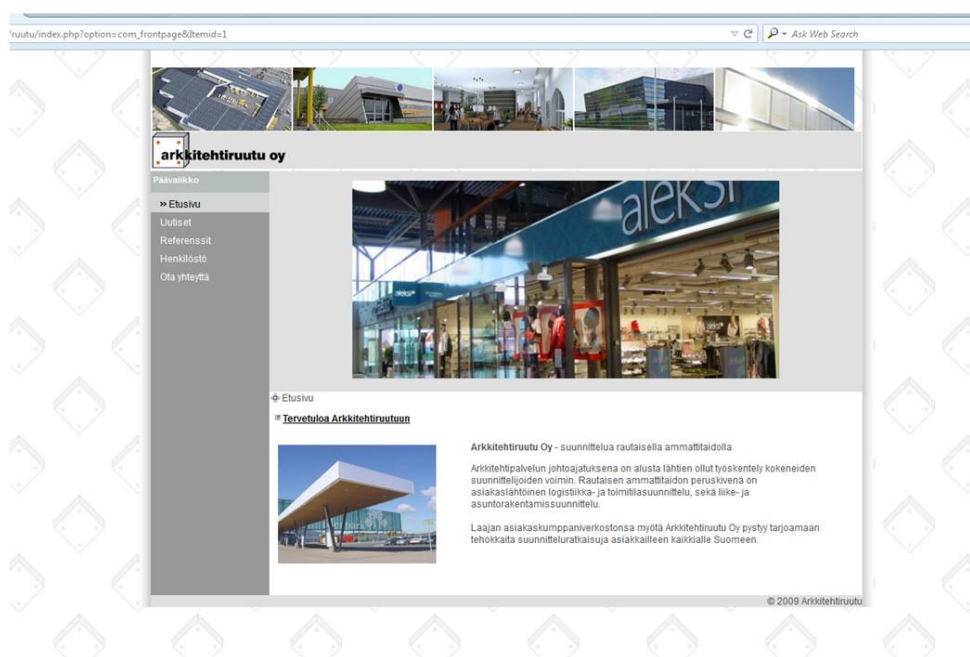 ruutu/index.php?option=com_frontpage&Itemid=1
Ask Web Search
arkkitehtiruutu oy
Päävalikko
» Etusivu
Uutiset
Referenssit
Henkilöstö
Ota yhteyttä
aleksi
aleksi
aleksi
Etusivu
Tervetuloa Arkkitehtiruutuun
Arkkitehtiruutu Oy - suunnittelua rautaisella ammattitaidolla
Arkkitehtipalvelun johtoajatuksena on alusta lähtien ollut työskentely kokeneiden
suunnittelijoiden voimin. Rautaisen ammattitaidon peruskivenä on
asiakaslähtöinen logistiikka- ja toimitilasuunnittelu, sekä liike- ja
asuntorakentamissuunnittelu.
Laajan asiakaskumppaniverkostonsa myötä Arkkitehtiruutu Oy pystyy tarjoamaan
tehokkaita suunnitteluratkaisuja asiakkailleen kaikkialle Suomeen.
© 2009 Arkkitehtiruutu